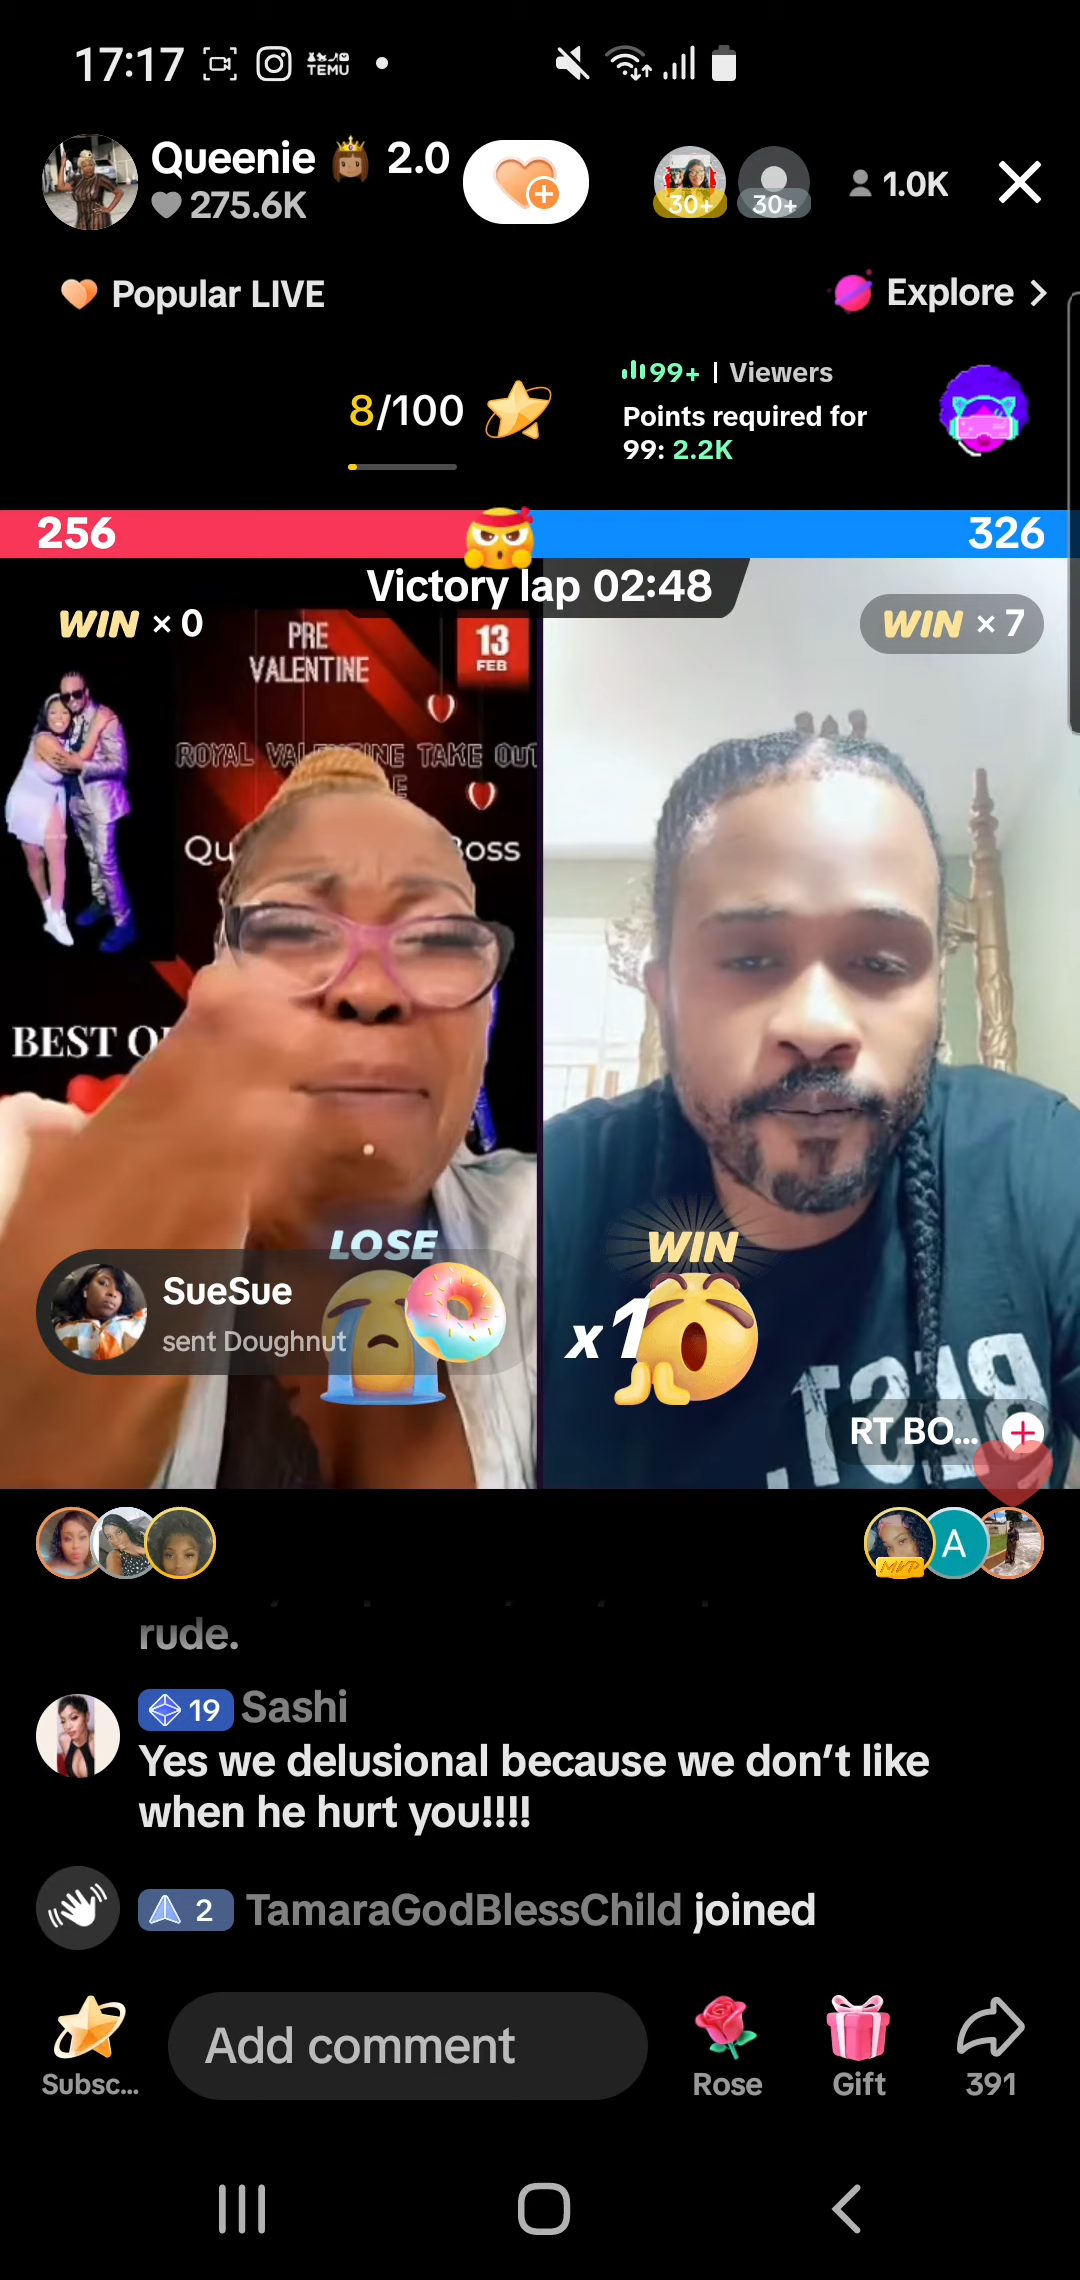 17:17
TEMU
Queenie 2.0
275.6K
30+
30+
1.0K
Popular LIVE
Explore
8/100
99+ | Viewers
Points required for
99: 2.2K
256
326
Victory lap 02:48
WIN × 0
WIN × 7
PRE
VALENTINE
13
FEB
ROYAL
TAKE OUT
BEST
LOSE
WIN
SueSue
sent Doughnut
x1
BEST.
RT BO...
MVP
A
rude.
19 Sashi
Yes we delusional because we don't like
when he hurt you!!!!
2 TamaraGodBlessChild joined
Add comment
Subsc...
Rose
Gift
391